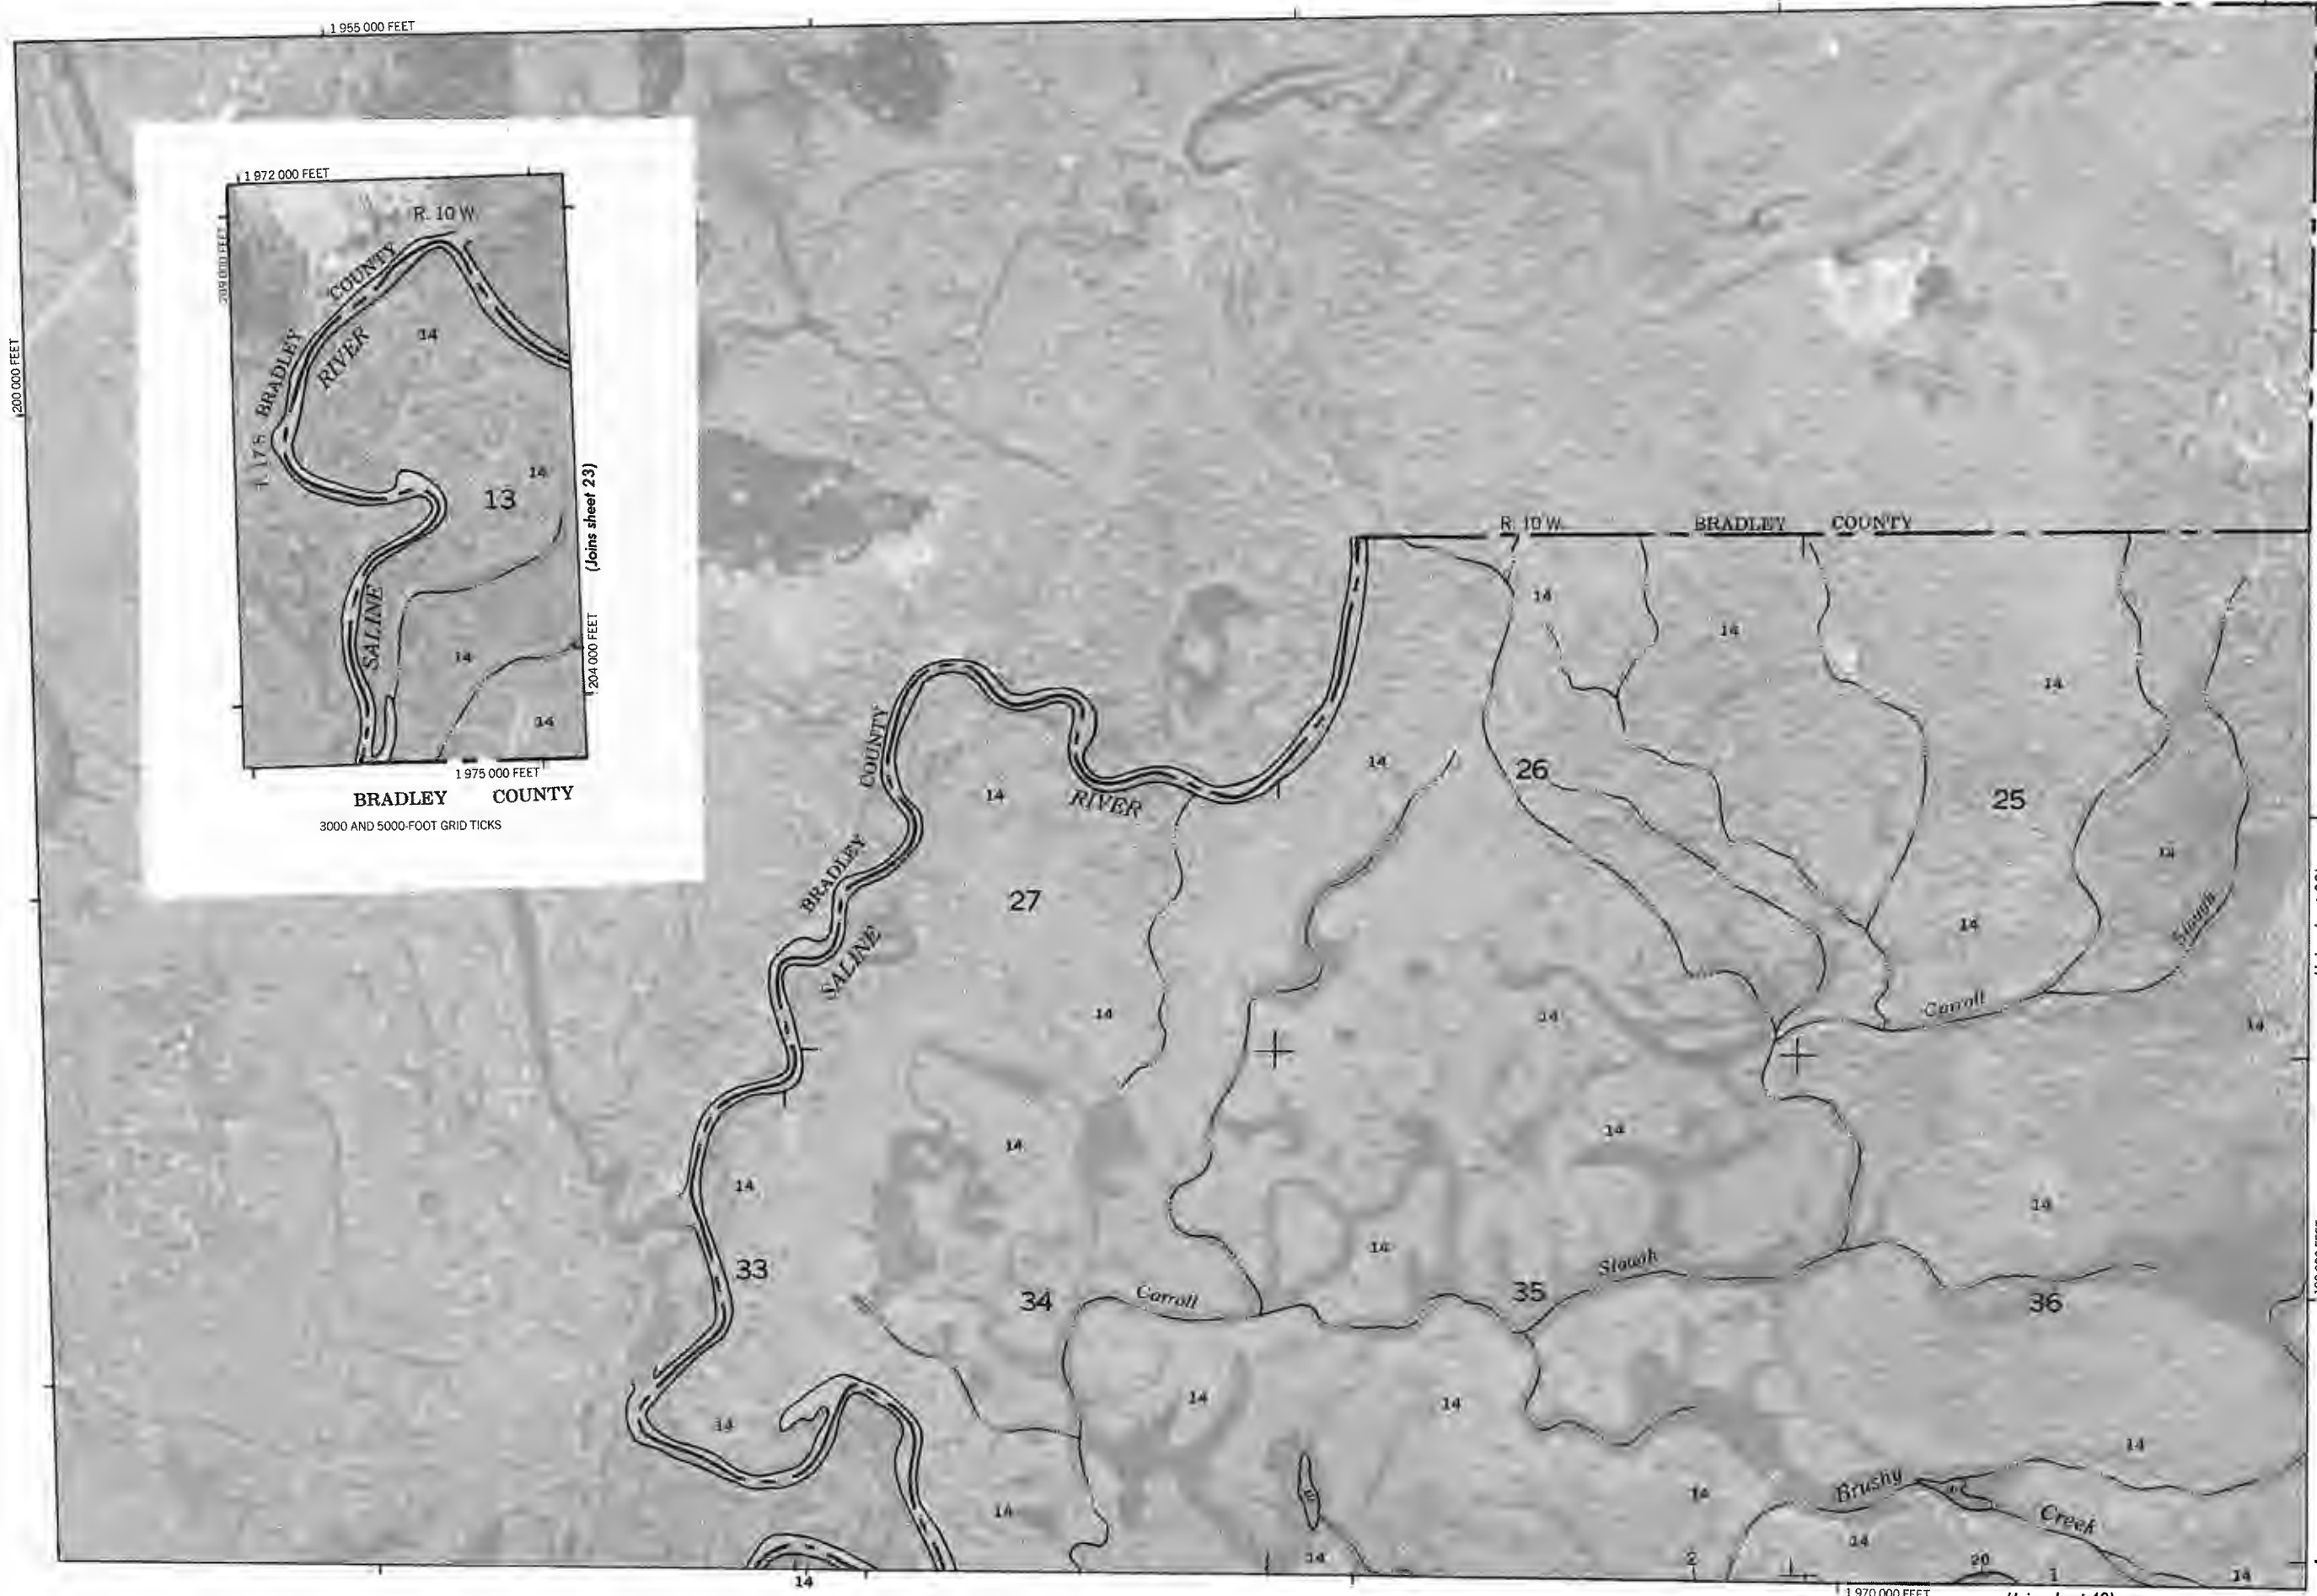 1 955 000 FEET
200 000 FEET
1 972 000 FEET
R. 10 W.
BRADLEY COUNTY
RIVER
14
14
13
(Joins sheet 23)
SALINE
14
204 000 FEET
14
1 975 000 FEET
BRADLEY COUNTY
3000 AND 5000-FOOT GRID TICKS
R. 10 W.
BRADLEY COUNTY
14
14
14
14
26
25
14
RIVER
BRADLEY COUNTY
SALINE
27
14
14
Slough
Carroll
14
14
14
14
14
14
14
33
14
14
Slough
Carroll
34
35
36
14
14
14
14
14
14
Brushy
Creek
14
14
14
2
20
1
14
14
1 970 000 FEET